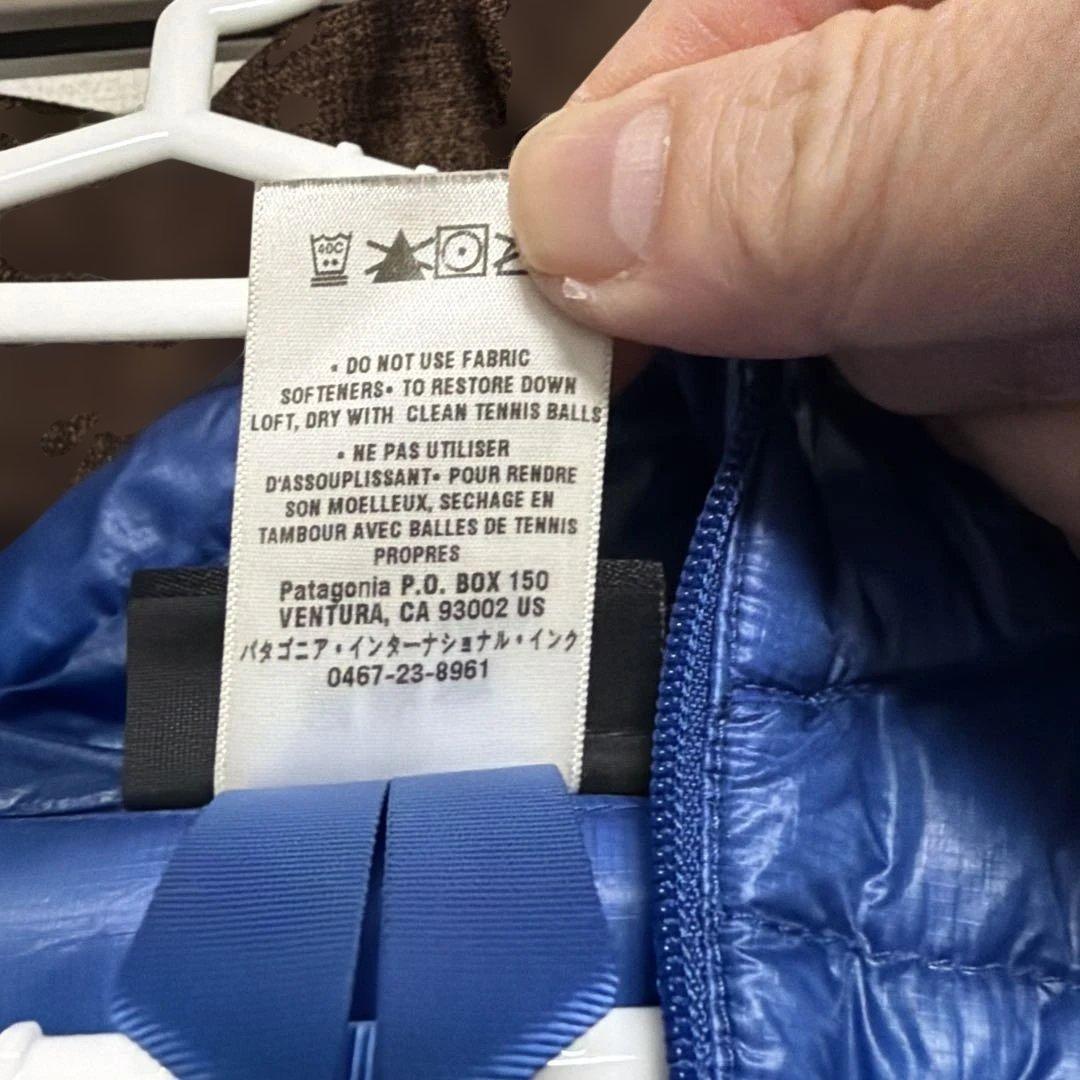 40C
• DO NOT USE FABRIC
SOFTENERS• TO RESTORE DOWN
LOFT, DRY WITH CLEAN TENNIS BALLS
• NE PAS UTILISER
D'ASSOUPLISSANT• POUR RENDRE
SON MOELLEUX, SECHAGE EN
TAMBOUR AVEC BALLES DE TENNIS
PROPRES
Patagonia P.O. BOX 150
VENTURA, CA 93002 US
パタゴニア・インターナショナル・インク
0467-23-8961